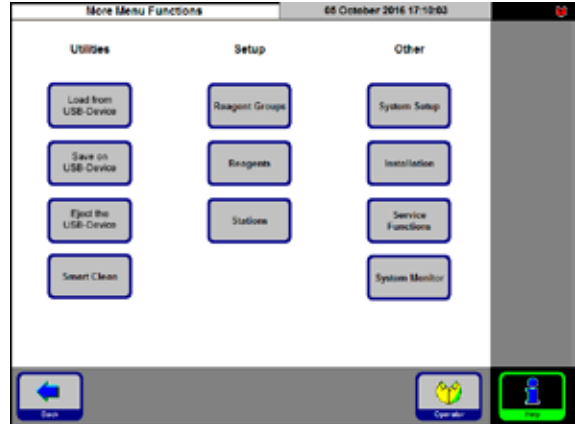 More Menu Functions
05 October 2016 17:10:03
Utilities
Setup
Other
Load from
USB-Device
Reagent Groups
System Setup
Save on
USB-Device
Reagents
Installation
Eject the
USB-Device
Stations
Service
Functions
Smart Clean
System Monitor
Back
Operator
Help